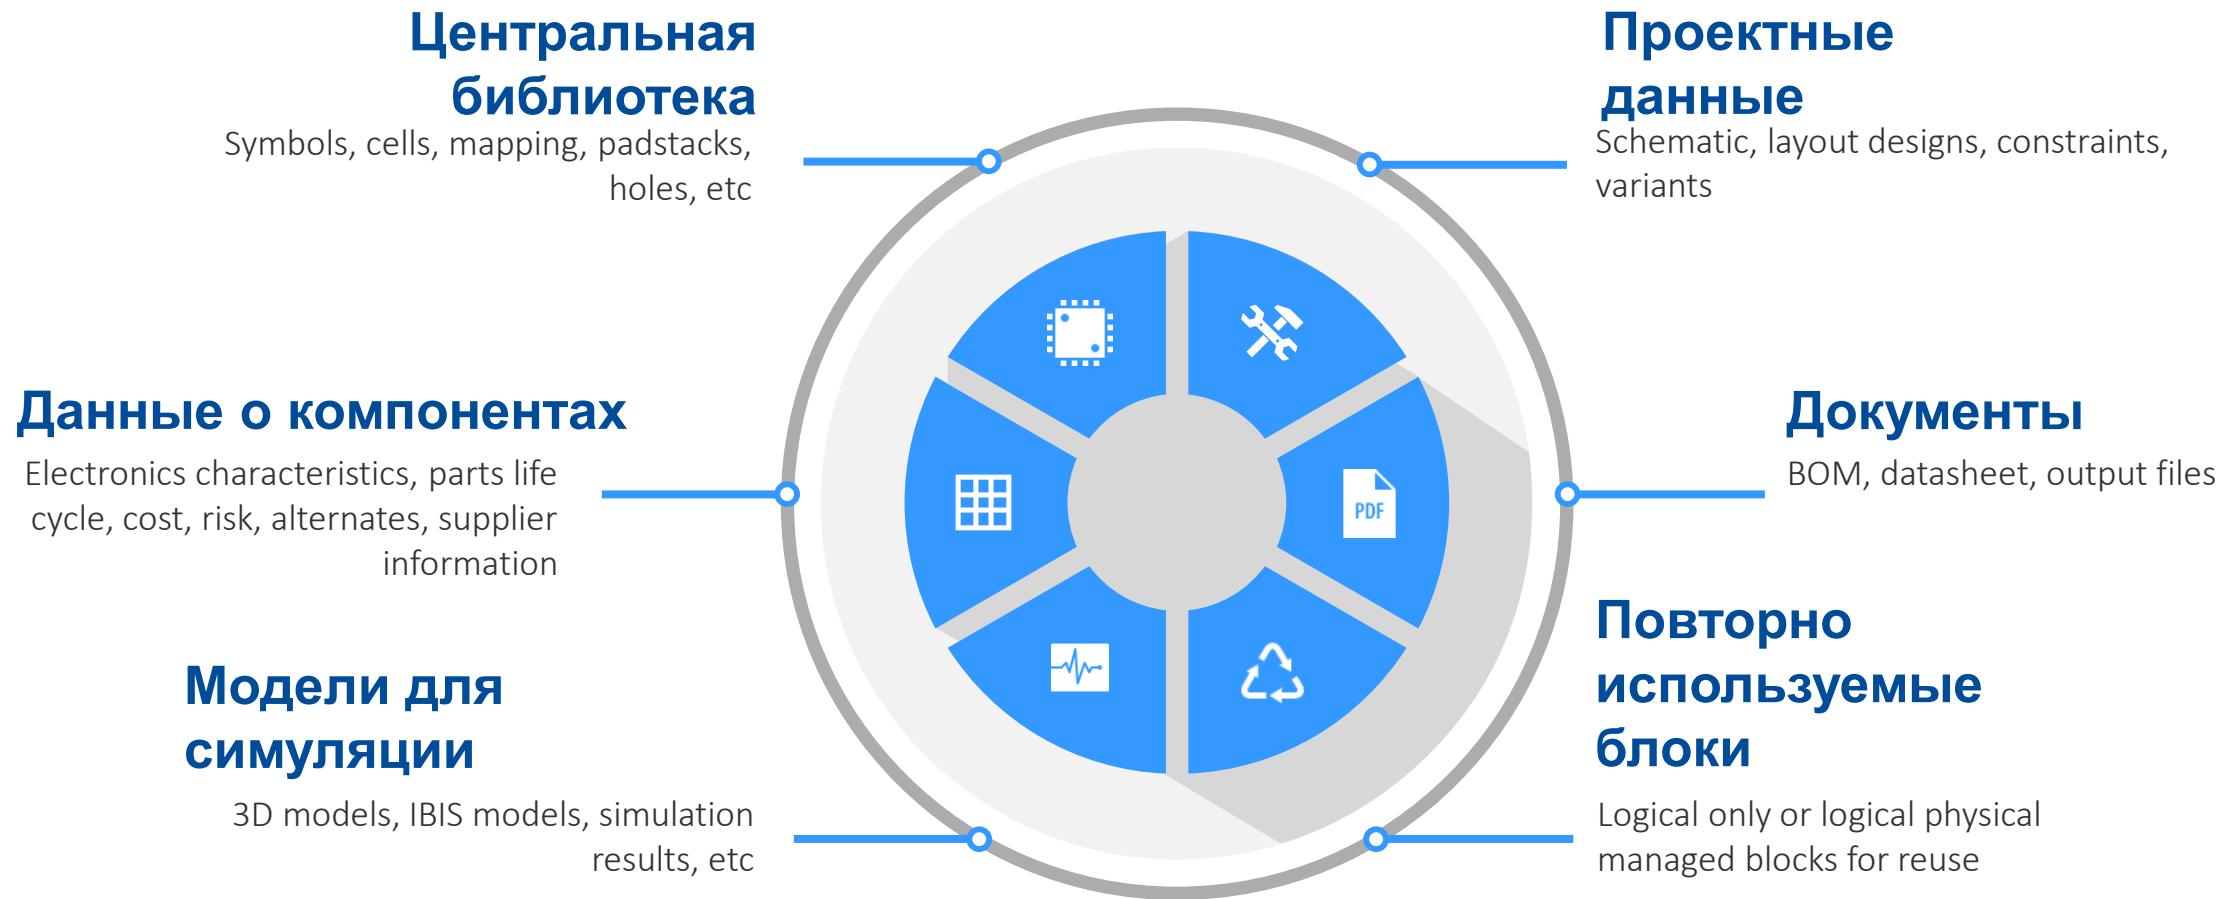 Центральная
библиотека
Symbols, cells, mapping, padstacks,
holes, etc
Проектные
данные
Schematic, layout designs, constraints,
variants
Данные о компонентах
Electronics characteristics, parts life
cycle, cost, risk, alternates, supplier
information
PDF
Документы
BOM, datasheet, output files
Модели для
симуляции
3D models, IBIS models, simulation
results, etc
Повторно
используемые
блоки
Logical only or logical physical
managed blocks for reuse